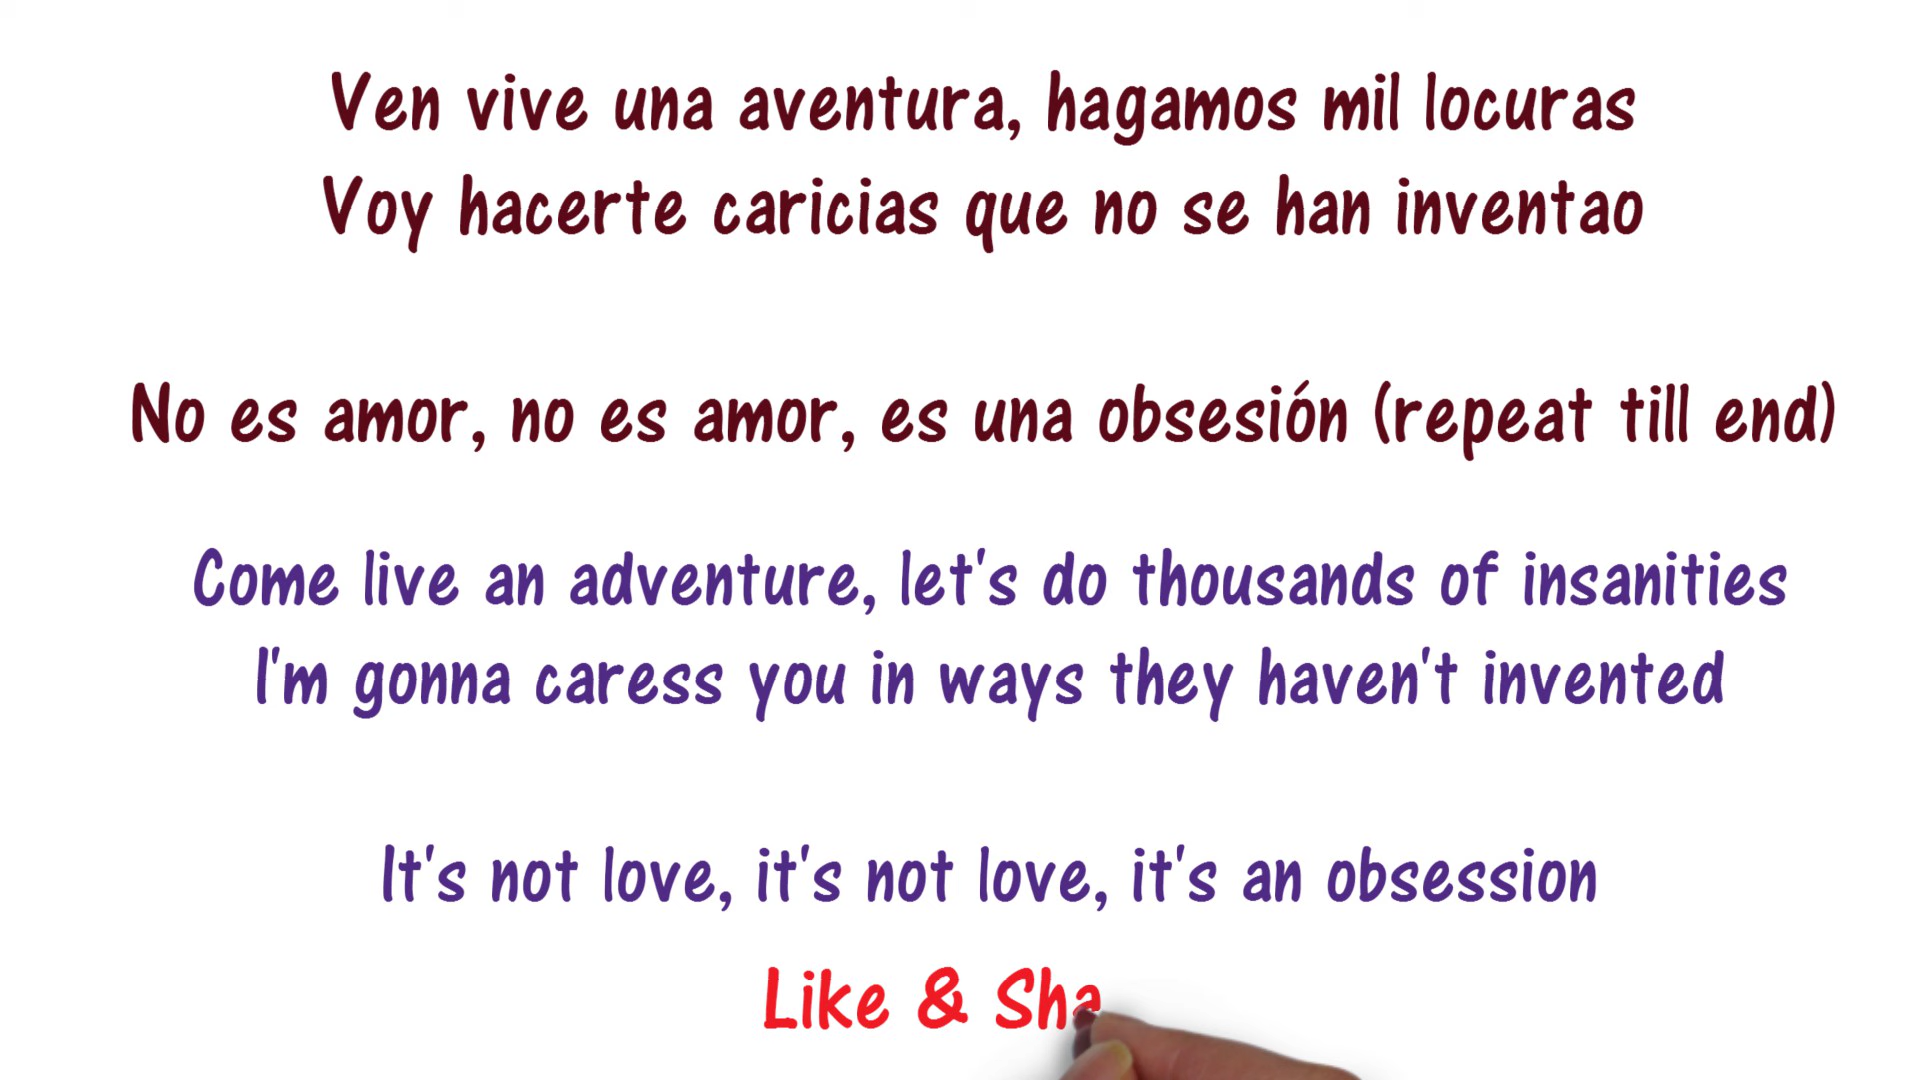 Ven vive una aventura, hagamos mil locuras
Voy hacerte caricias que no se han inventao
No es amor, no es amor, es una obsesión (repeat till end)
Come live an adventure, let's do thousands of insanities
I'm gonna caress you in ways they haven't invented
It's not love, it's not love, it's an obsession
Like & Sha